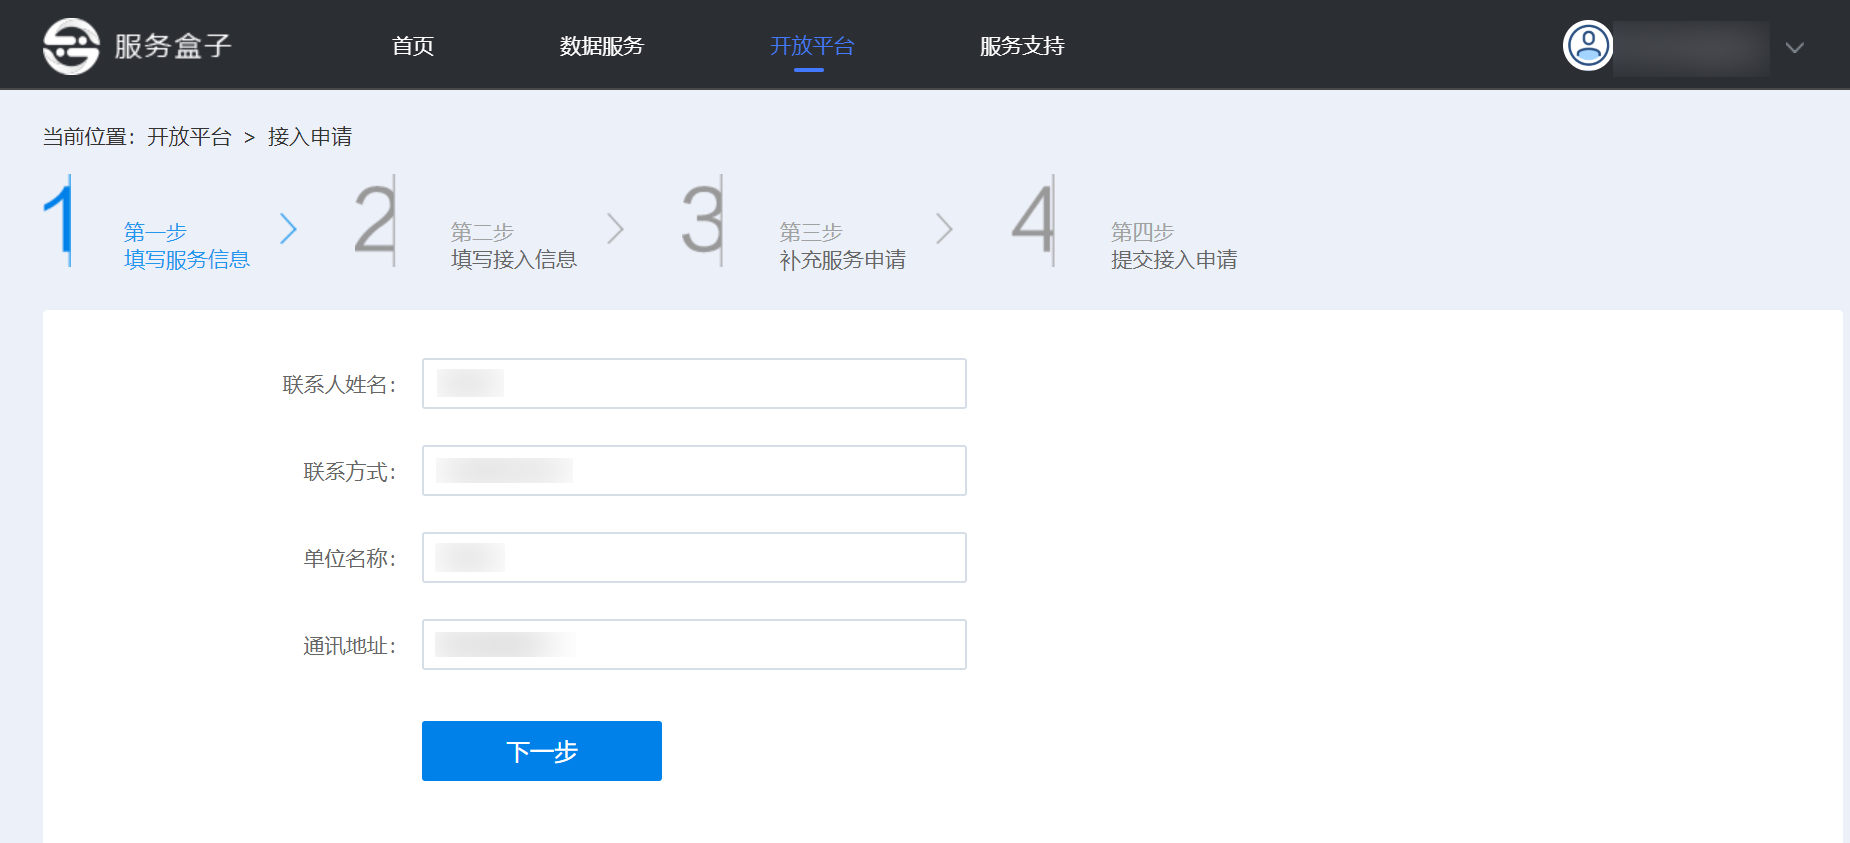 服务盒子
首页 数据服务 开放平台 服务支持
当前位置：开放平台 > 接入申请
1 第一步 填写服务信息
2 第二步 填写接入信息
3 第三步 补充服务申请
4 第四步 提交接入申请
联系人姓名：
联系方式：
单位名称：
通讯地址：
下一步